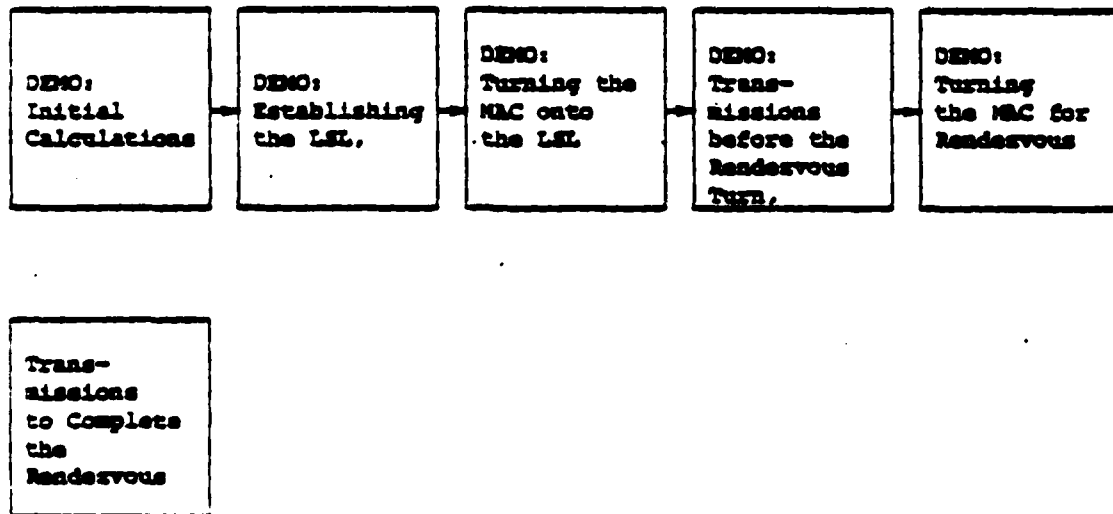 DEMO:
Initial
Calculations
DEMO:
Establishing
the LSL,
DEMO:
Turning the
MAC onto
the LSL
DEMO:
Trans-
missions
before the
Rendezvous
Turn,
DEMO:
Turning
the MAC for
Rendezvous
Trans-
missions
to Complete
the
Rendezvous